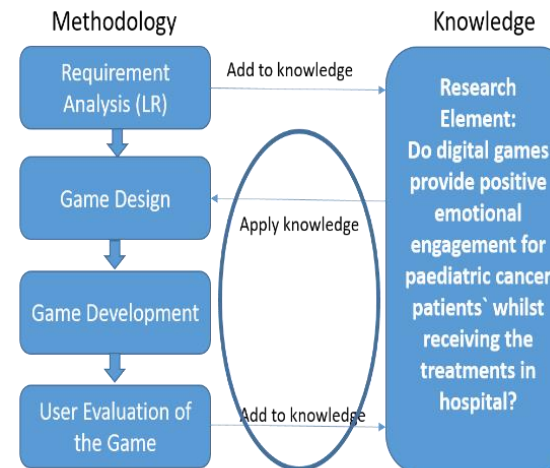 Methodology
Knowledge
Requirement
Analysis (LR)
Add to knowledge
Game Design
Apply knowledge
Game Development
User Evaluation of
the Game
Add to knowledge
Research
Element:
Do digital games
provide positive
emotional
engagement for
paediatric cancer
patients` whilst
receiving the
treatments in
hospital?